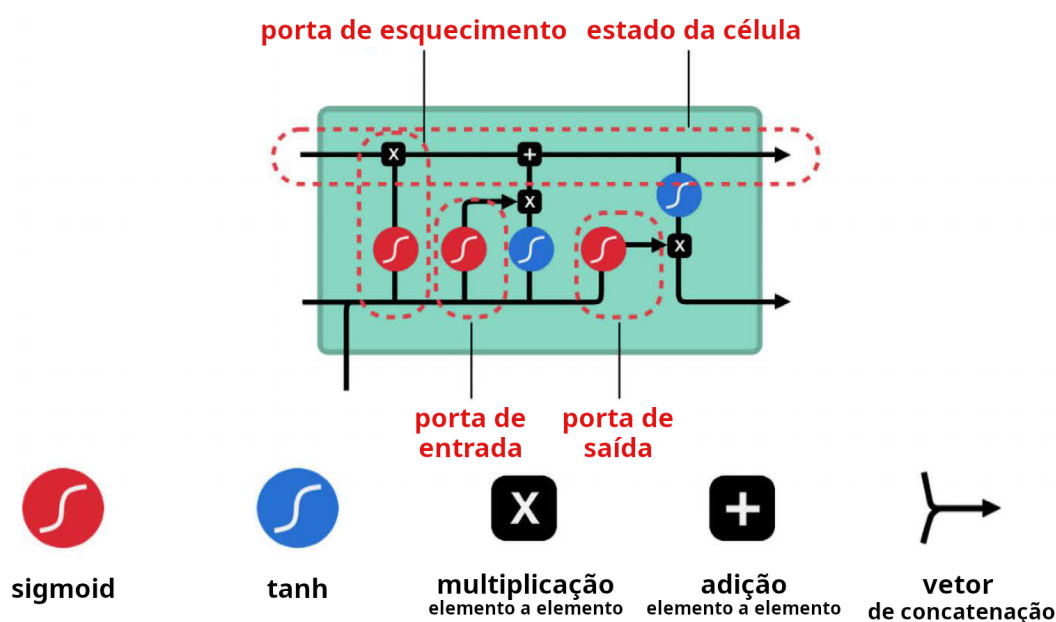 porta de esquecimento
estado da célula
X
+
X
X
porta de
entrada
porta de
saída
X
+
sigmoid
tanh
multiplicação
elemento a elemento
adição
elemento a elemento
vetor
de concatenação